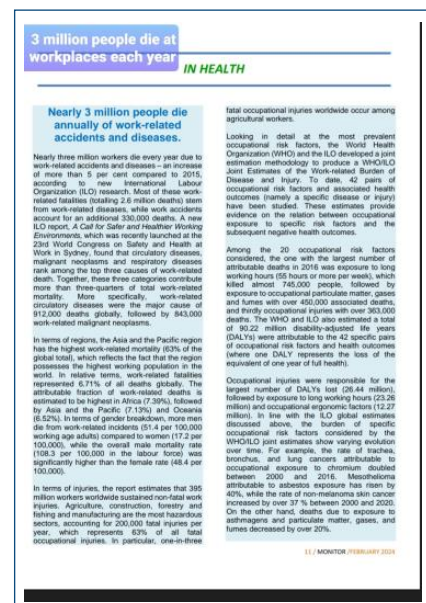 3 million people die at
workplaces each year
IN HEALTH
Nearly 3 million people die
annually of work-related
accidents and diseases.
Nearly three million workers die every year due to
work-related accidents and diseases – an increase
of more than 5 per cent compared to 2015,
according to new International Labour
Organization (ILO) research. Most of these work-
related fatalities (totalling 2.6 million deaths) stem
from work-related diseases, while work accidents
account for an additional 330,000 deaths. A new
ILO report, A Call for Safer and Healthier Working
Environments, which was recently launched at the
23rd World Congress on Safety and Health at
Work in Sydney, found that circulatory diseases,
malignant neoplasms and respiratory diseases
rank among the top three causes of work-related
death. Together, these three categories contribute
more than three-quarters of total work-related
mortality. More specifically, work-related
circulatory diseases were the major cause of
912,000 deaths globally, followed by 843,000
work-related malignant neoplasms.
In terms of regions, the Asia and the Pacific region
has the highest work-related mortality (63% of the
global total), which reflects the fact that the region
possesses the highest working population in the
world. In relative terms, work-related fatalities
represented 6.71% of all deaths globally. The
attributable fraction of work-related deaths is
estimated to be highest in Africa (7.39%), followed
by Asia and the Pacific (7.13%) and Oceania
(6.52%). In terms of gender breakdown, more men
die from work-related incidents (51.4 per 100,000
working age adults) compared to women (17.2 per
100,000), while the overall male mortality rate
(108.3 per 100,000 in the labour force) was
significantly higher than the female rate (48.4 per
100,000).
In terms of injuries, the report estimates that 395
million workers worldwide sustained non-fatal work
injuries. Agriculture, construction, forestry and
fishing and manufacturing are the most hazardous
sectors, accounting for 200,000 fatal injuries per
year, which represents 63% of all fatal
occupational injuries. In particular, one-in-three
fatal occupational injuries worldwide occur among
agricultural workers.
Looking in detail at the most prevalent
occupational risk factors, the World Health
Organization (WHO) and the ILO developed a joint
estimation methodology to produce a WHO/ILO
Joint Estimates of the Work-related Burden of
Disease and Injury. To date, 42 pairs of
occupational risk factors and associated health
outcomes (namely a specific disease or injury)
have been studied. These estimates provide
evidence on the relation between occupational
exposure to specific risk factors and the
subsequent negative health outcomes.
Among the 20 occupational risk factors
considered, the one with the largest number of
attributable deaths in 2016 was exposure to long
working hours (55 hours or more per week), which
killed almost 745,000 people, followed by
exposure to occupational particulate matter, gases
and fumes with over 450,000 associated deaths,
and thirdly occupational injuries with over 363,000
deaths. The WHO and ILO also estimated a total
of 90.22 million disability-adjusted life years
(DALYs) were attributable to the 42 specific pairs
of occupational risk factors and health outcomes
(where one DALY represents the loss of the
equivalent of one year of full health).
Occupational injuries were responsible for the
largest number of DALYs lost (26.44 million),
followed by exposure to long working hours (23.26
million) and occupational ergonomic factors (12.27
million). In line with the ILO global estimates
discussed above, the burden of specific
occupational risk factors considered by the
WHO/ILO joint estimates show varying evolution
over time. For example, the rate of trachea,
bronchus, and lung cancers attributable to
occupational exposure to chromium doubled
between 2000 and 2016. Mesothelioma
attributable to asbestos exposure has risen by
40%, while the rate of non-melanoma skin cancer
increased by over 37 % between 2000 and 2020.
On the other hand, deaths due to exposure to
asthmagens and particulate matter, gases, and
fumes decreased by over 20%.
11 / MONITOR /FEBRUARY 2024